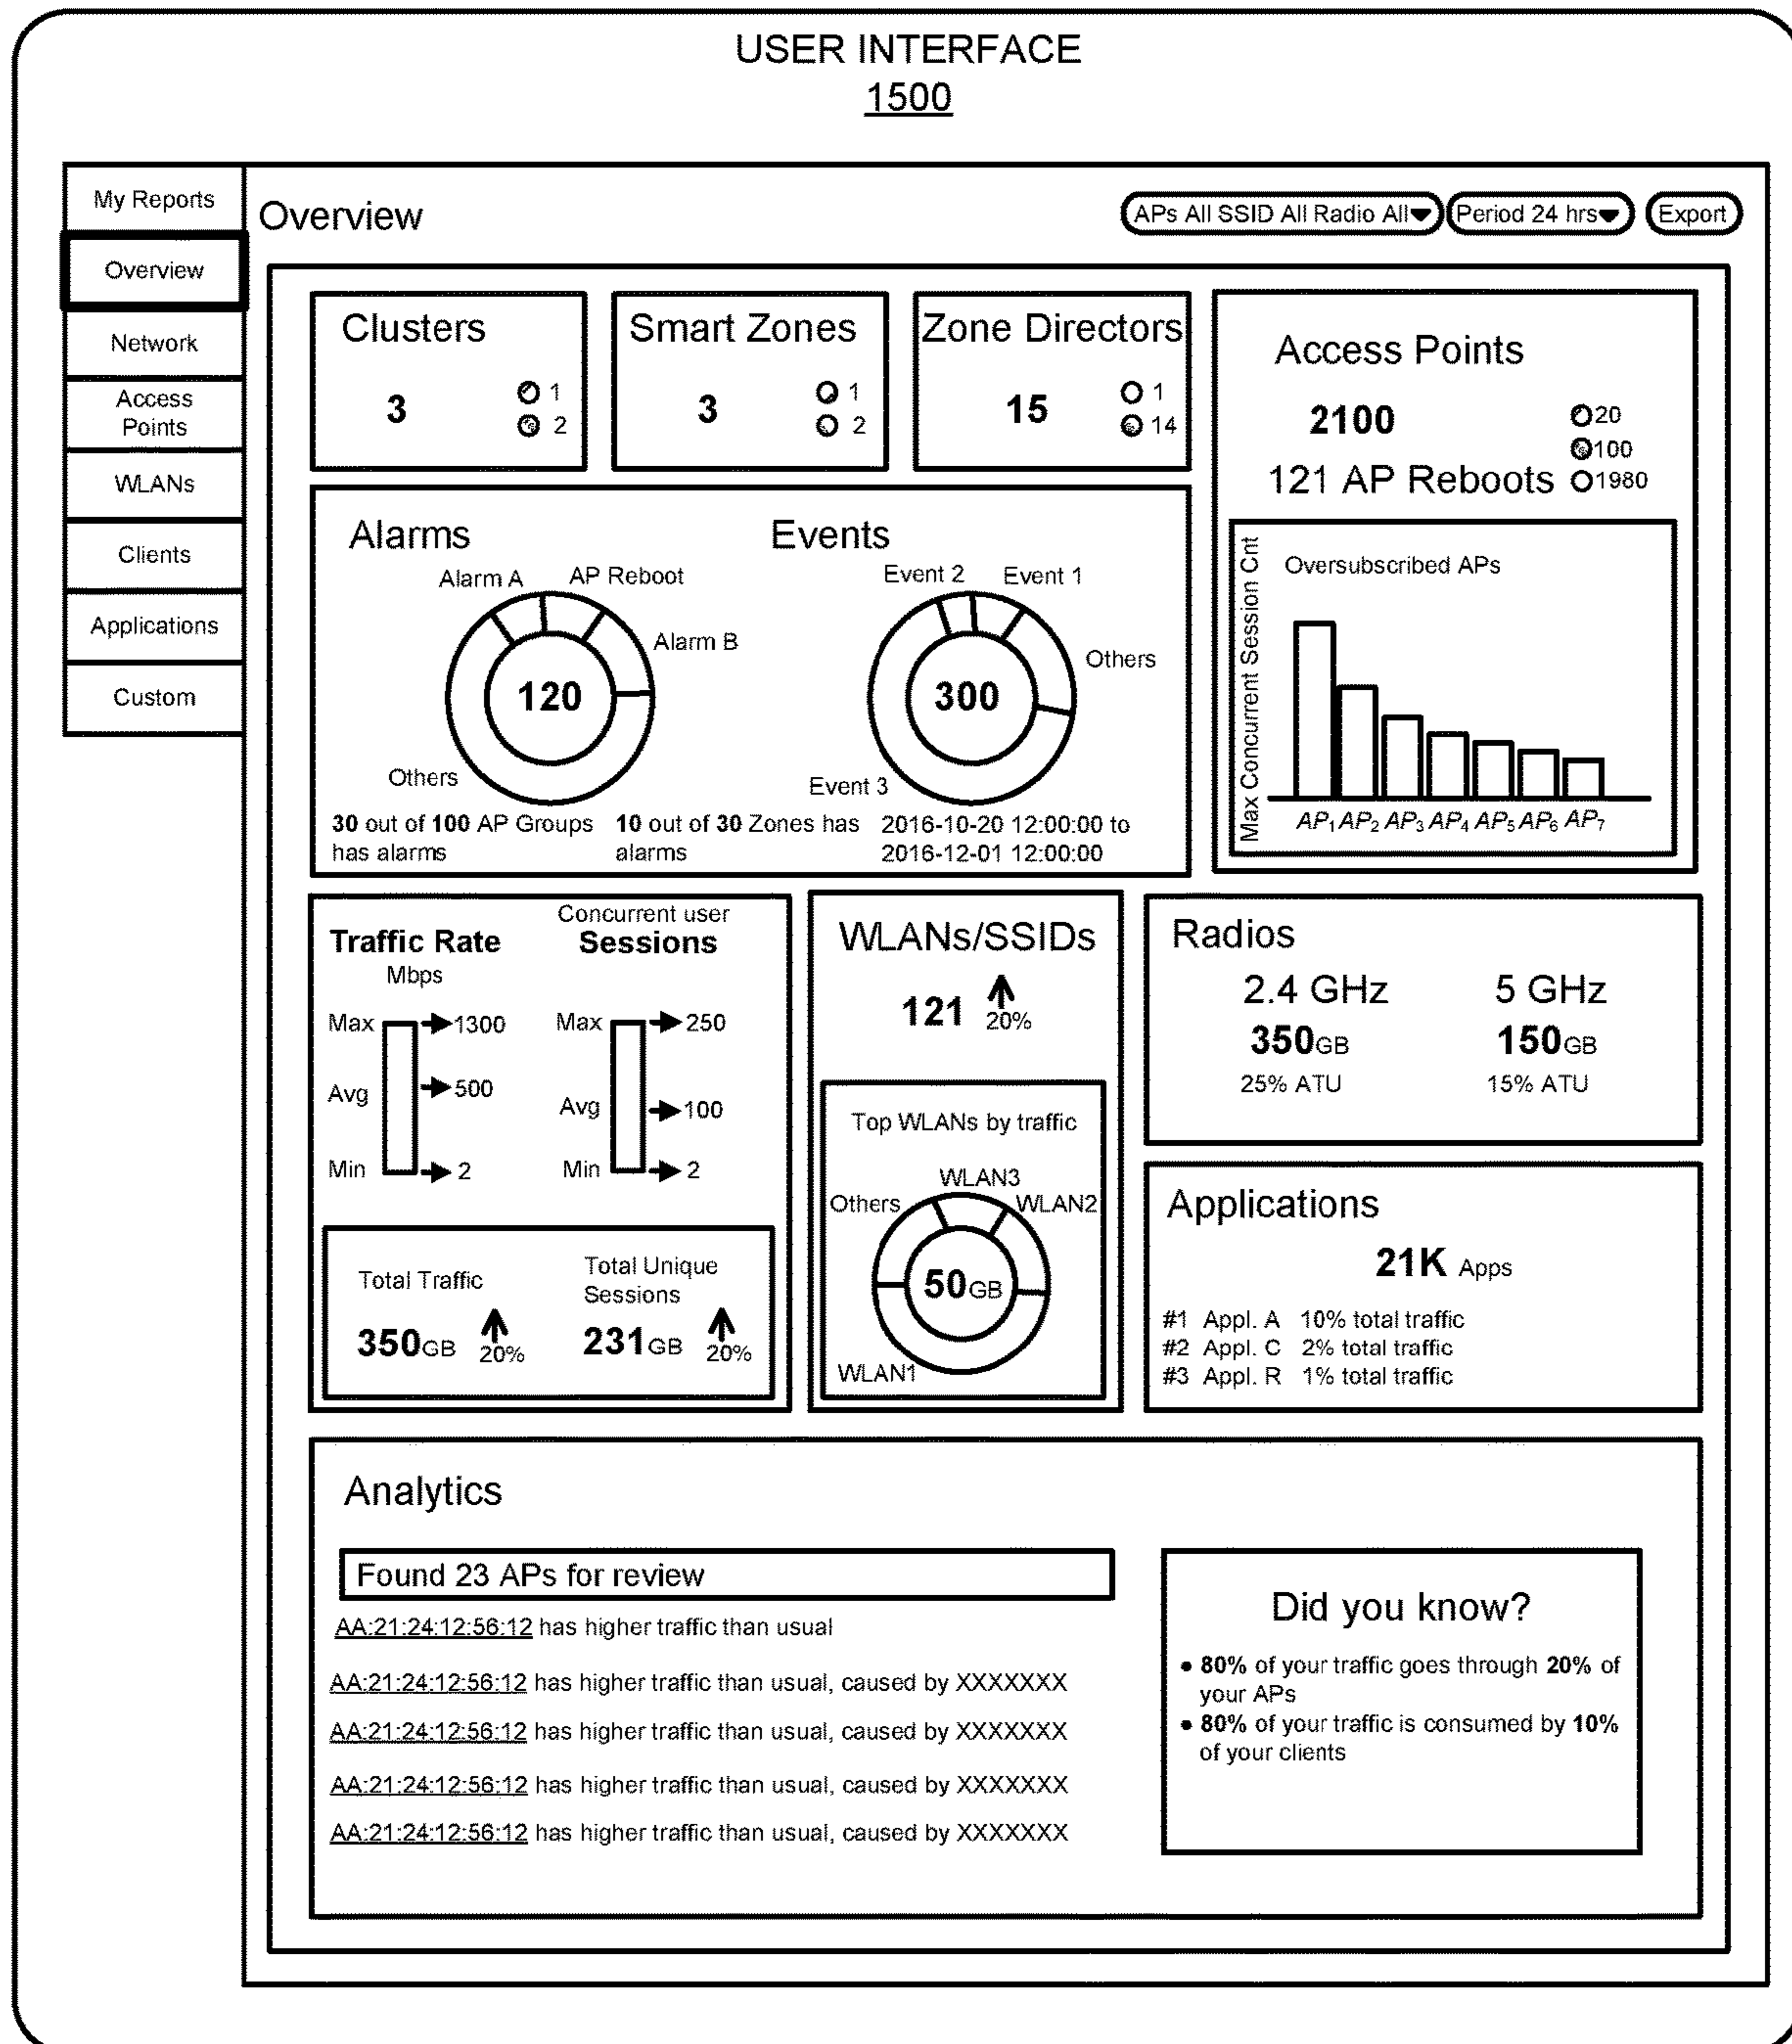 USER INTERFACE
1500
My Reports
Overview
Network
Access
Points
WLANs
Clients
Applications
Custom
Overview
APs All SSID All Radio All
Period 24 hrs
Export
Clusters
3
1
2
Smart Zones
3
1
2
Zone Directors
15
1
14
Access Points
2100
20
100
121 AP Reboots
1980
Max Concurrent Session Cnt
Oversubscribed APs
AP1 AP2 AP3 AP4 AP5 AP6 AP7
Alarms
Alarm A
AP Reboot
Alarm B
120
Others
Events
Event 2
Event 1
Others
300
Event 3
30 out of 100 AP Groups
has alarms
10 out of 30 Zones has
alarms
2016-10-20 12:00:00 to
2016-12-01 12:00:00
Traffic Rate
Mbps
Max
1300
Avg
500
Min
2
Concurrent user
Sessions
Max
250
Avg
100
Min
2
Total Traffic
350GB
20%
Total Unique
Sessions
231GB
20%
WLANs/SSIDs
121
20%
Top WLANs by traffic
WLAN3
Others
WLAN2
50GB
WLAN1
Radios
2.4 GHz
350GB
25% ATU
5 GHz
150GB
15% ATU
Applications
21K Apps
#1 Appl. A 10% total traffic
#2 Appl. C 2% total traffic
#3 Appl. R 1% total traffic
Analytics
Found 23 APs for review
AA:21:24:12:56:12 has higher traffic than usual
AA:21:24:12:56:12 has higher traffic than usual, caused by XXXXXXX
AA:21:24:12:56:12 has higher traffic than usual, caused by XXXXXXX
AA:21:24:12:56:12 has higher traffic than usual, caused by XXXXXXX
AA:21:24:12:56:12 has higher traffic than usual, caused by XXXXXXX
Did you know?
• 80% of your traffic goes through 20% of
your APs
• 80% of your traffic is consumed by 10%
of your clients